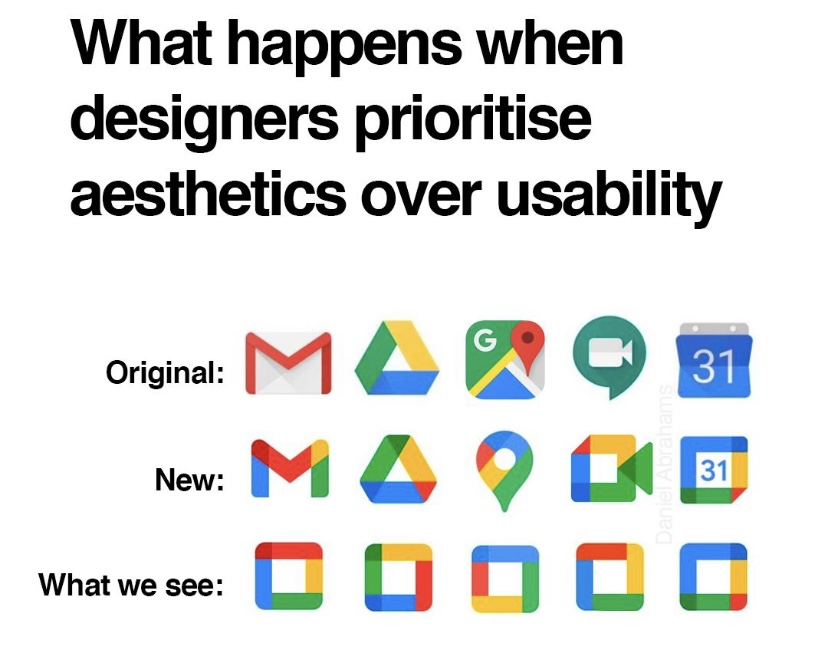 What happens when
designers prioritise
aesthetics over usability
Original:
G
31
New:
31
What we see:
Daniel Abrahams